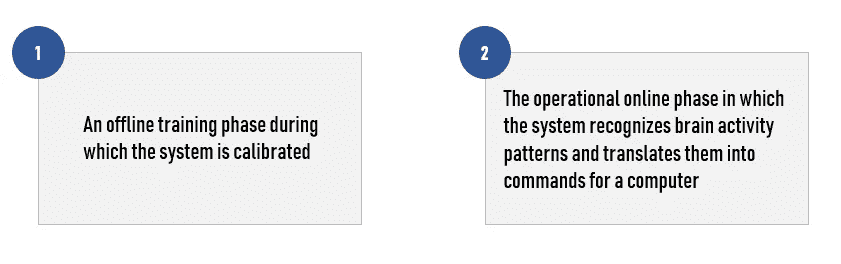 1
An offline training phase during
which the system is calibrated
2
The operational online phase in which
the system recognizes brain activity
patterns and translates them into
commands for a computer